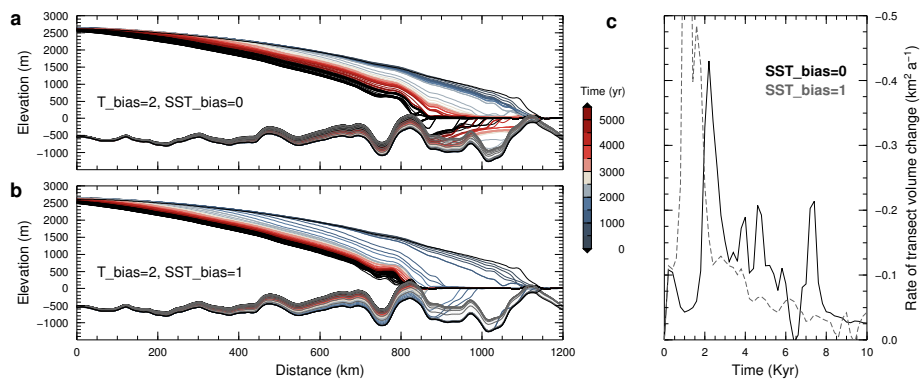 a
3000
2500
2000
1500
1000
500
0
−500
−1000
Elevation (m)
T_bias=2, SST_bias=0
b
3000
2500
2000
1500
1000
500
0
−500
−1000
Elevation (m)
T_bias=2, SST_bias=1
0 200 400 600 800 1000 1200
Distance (km)
Time (yr)
5000
4000
3000
2000
1000
0
c
SST_bias=0
SST_bias=1
−0.5
−0.4
−0.3
−0.2
−0.1
0.0
Rate of transect volume change (km² a⁻¹)
0 2 4 6 8 10
Time (Kyr)